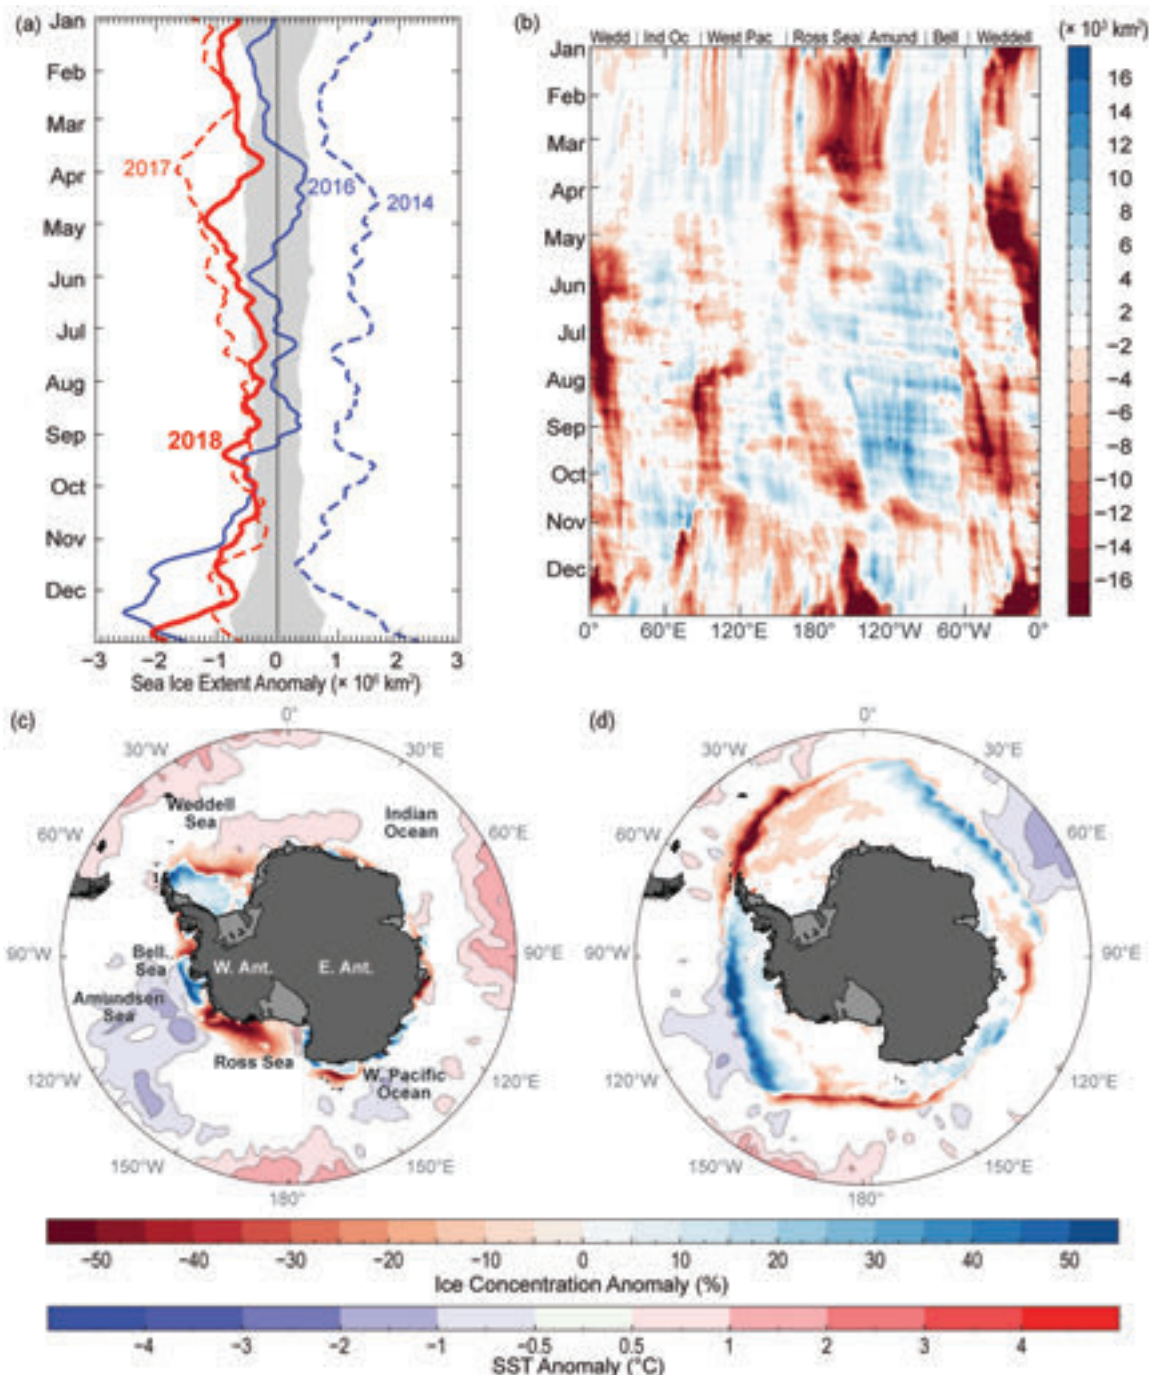 (a)
Jan
Feb
Mar
Apr
May
Jun
Jul
Aug
Sep
Oct
Nov
Dec
2017
2016
2014
2018
−3 −2 −1 0 1 2 3
Sea Ice Extent Anomaly (× 10⁶ km²)
(b)
Wedd Ind Oc West Pac Ross Sea Amund Bell Weddell
Jan
Feb
Mar
Apr
May
Jun
Jul
Aug
Sep
Oct
Nov
Dec
0° 60°E 120°E 180° 120°W 60°W 0°
(× 10³ km²)
16
14
12
10
8
6
4
2
−2
−4
−6
−8
−10
−12
−14
−16
(c)
0°
30°W 30°E
60°W 60°E
90°W 90°E
120°W 120°E
150°W 150°E
180°
Weddell
Sea
Indian
Ocean
Bell.
Sea
W. Ant. E. Ant.
Amundsen
Sea
Ross Sea
W. Pacific
Ocean
(d)
0°
30°W 30°E
60°W 60°E
90°W 90°E
120°W 120°E
150°W 150°E
180°
−50 −40 −30 −20 −10 0 10 20 30 40 50
Ice Concentration Anomaly (%)
−4 −3 −2 −1 −0.5 0.5 1 2 3 4
SST Anomaly (°C)